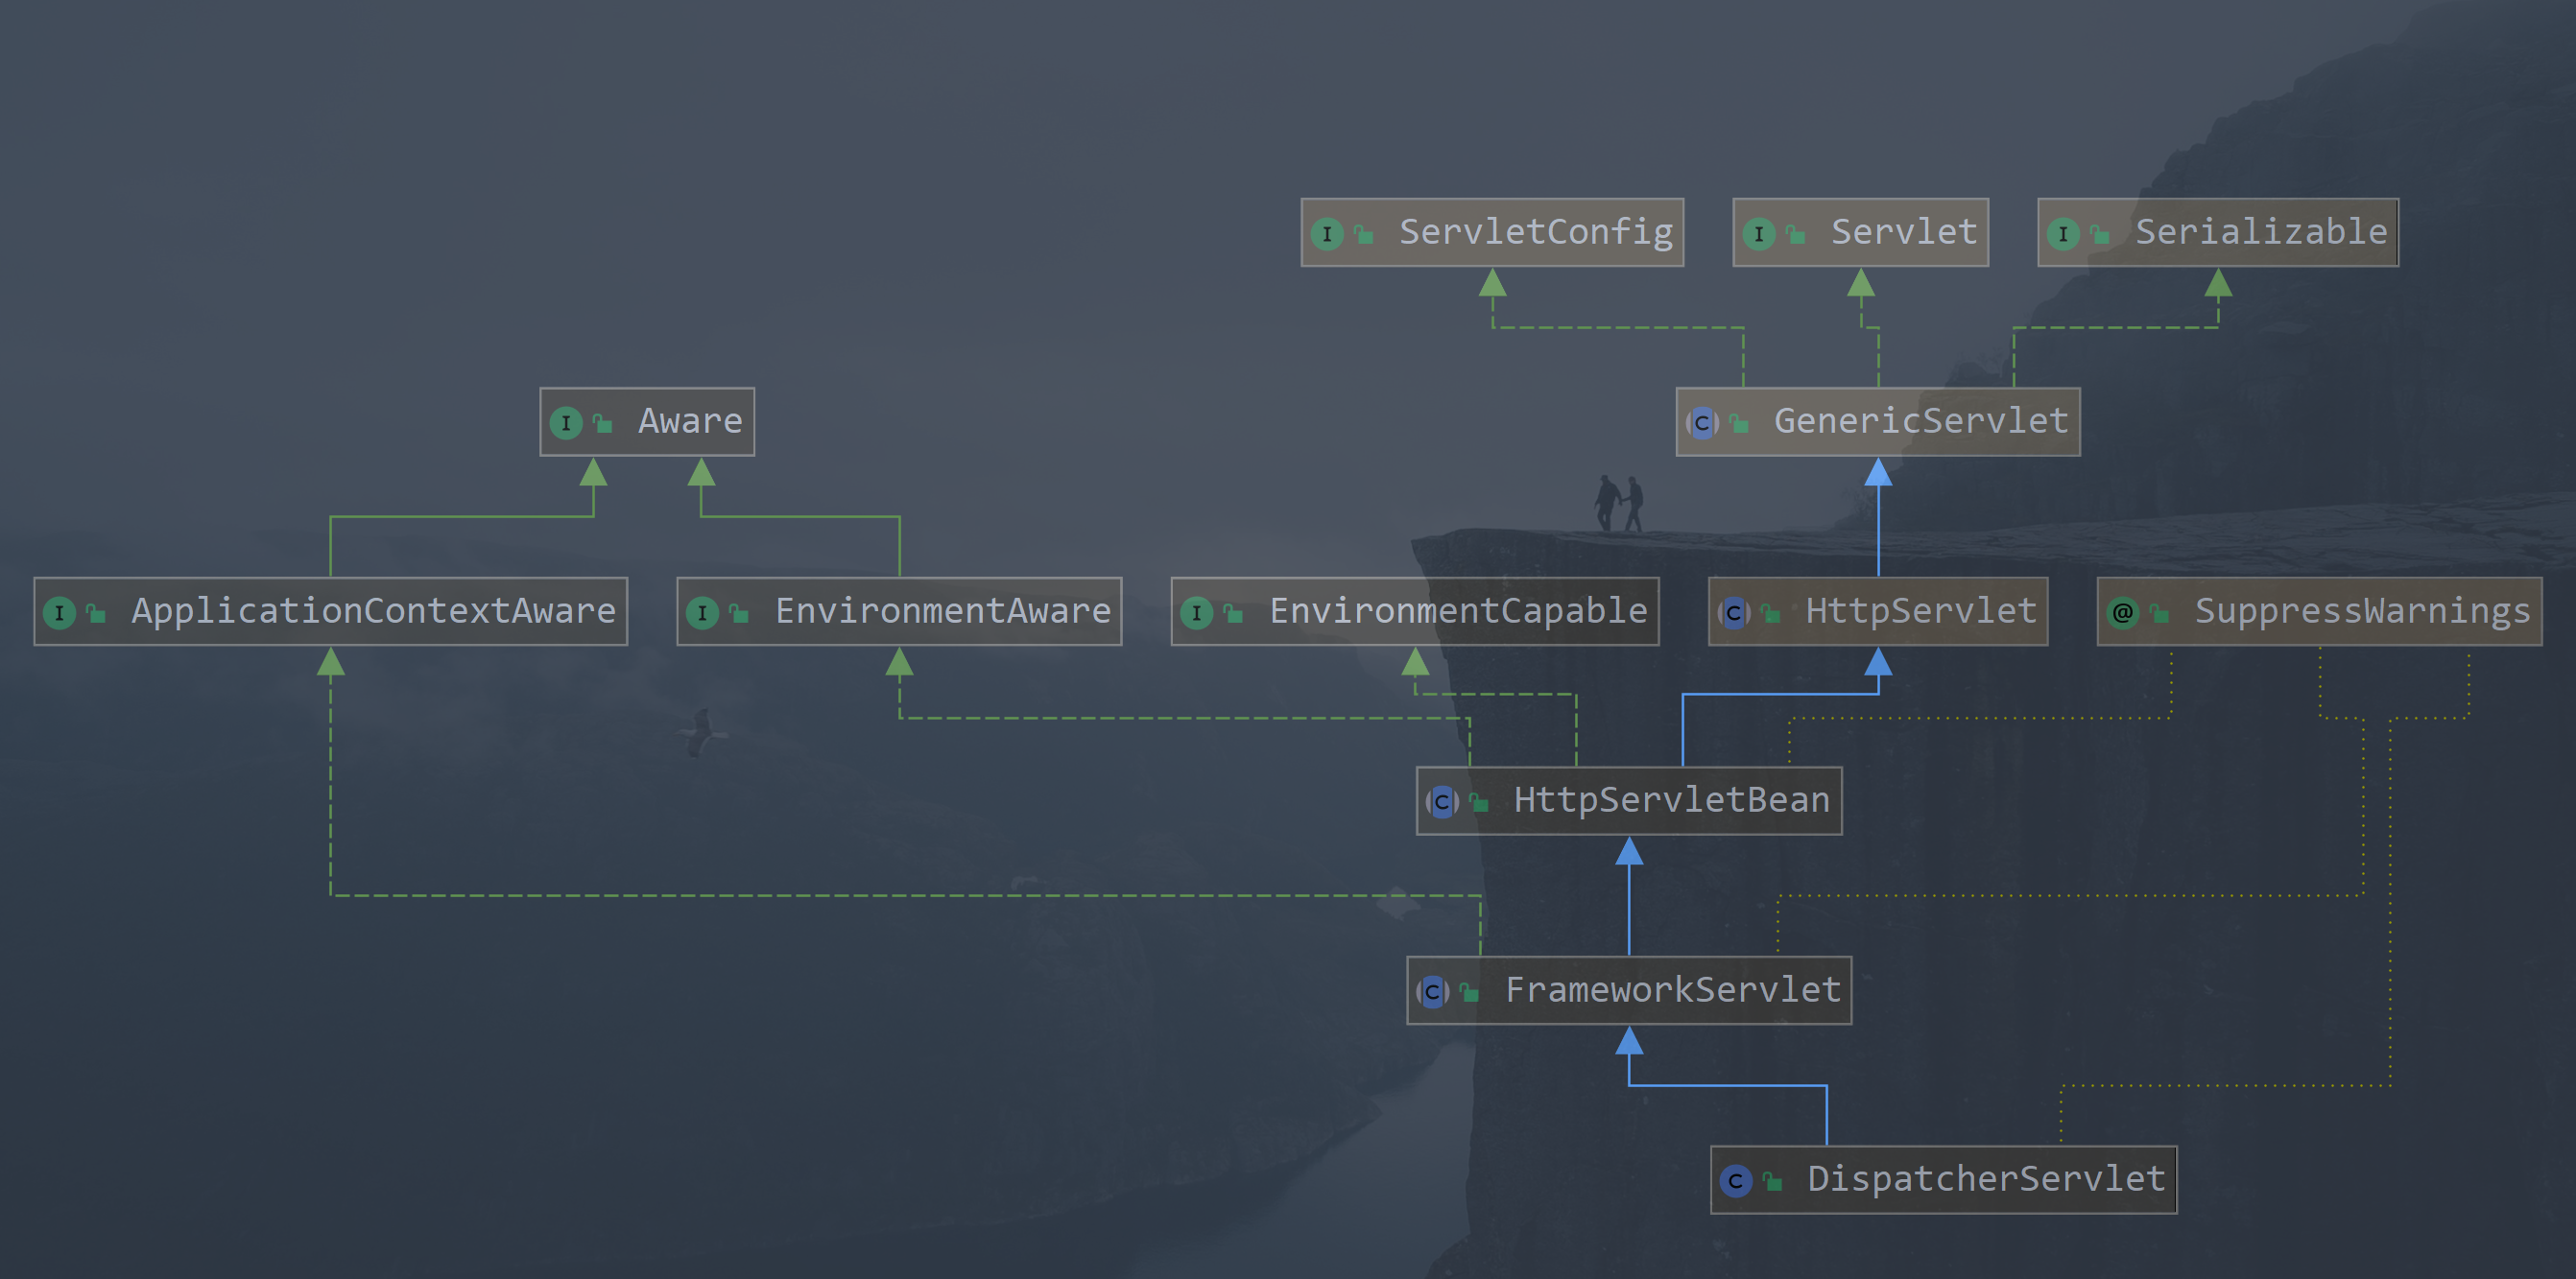 I ServletConfig
I Servlet
I Serializable
I Aware
C GenericServlet
I ApplicationContextAware
I EnvironmentAware
I EnvironmentCapable
C HttpServlet
@ SuppressWarnings
C HttpServletBean
C FrameworkServlet
C DispatcherServlet